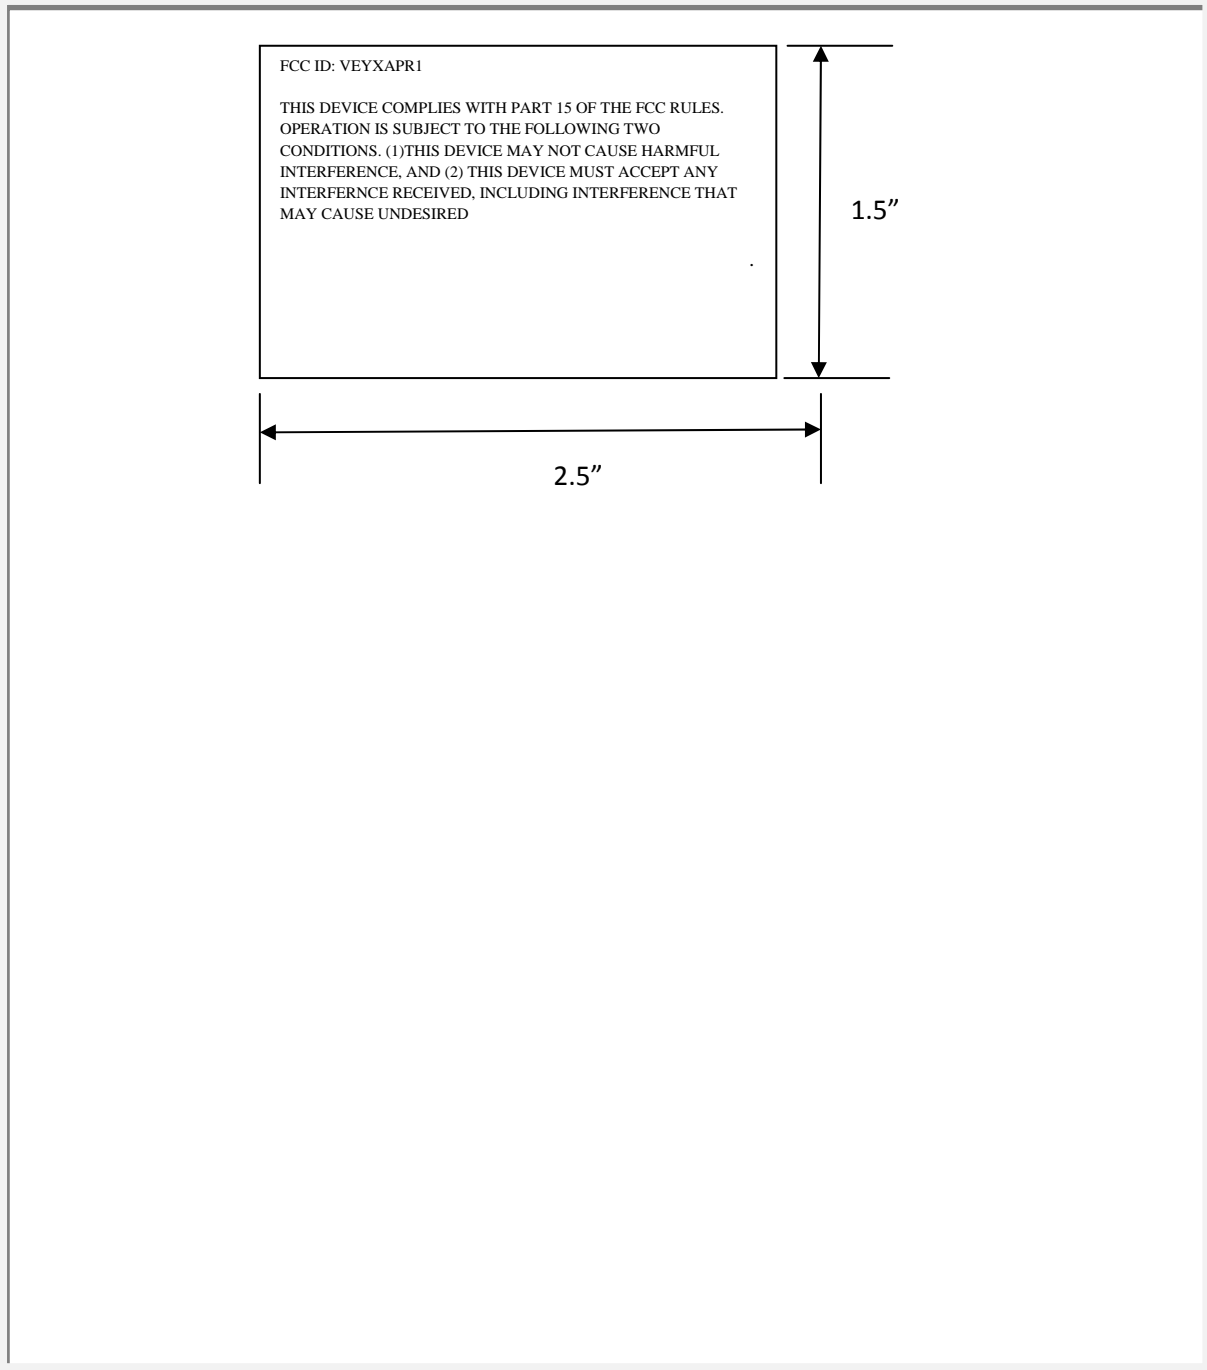 FCC ID: VEYXAPR1
THIS DEVICE COMPLIES WITH PART 15 OF THE FCC RULES.
OPERATION IS SUBJECT TO THE FOLLOWING TWO
CONDITIONS. (1)THIS DEVICE MAY NOT CAUSE HARMFUL
INTERFERENCE, AND (2) THIS DEVICE MUST ACCEPT ANY
INTERFERNCE RECEIVED, INCLUDING INTERFERENCE THAT
MAY CAUSE UNDESIRED
.
1.5”
2.5”